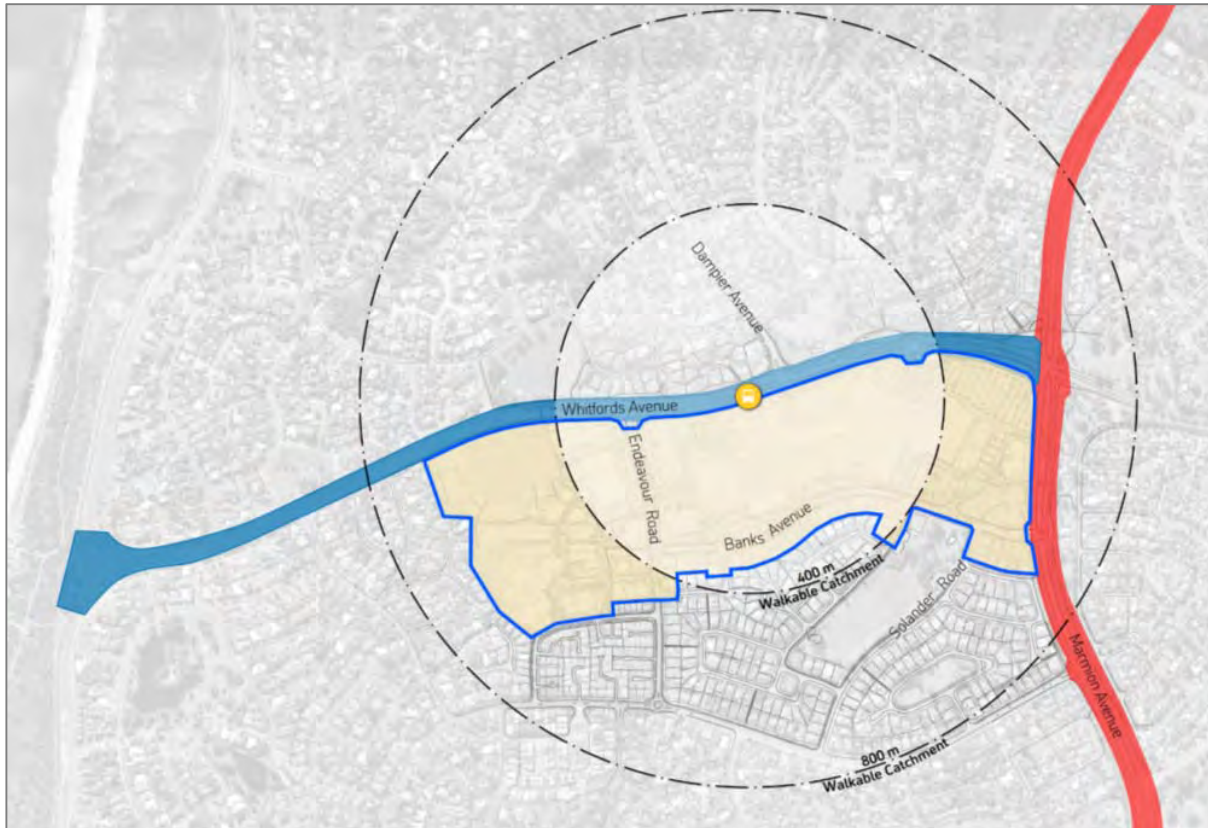 Dampier Avenue
Whitfords Avenue
Endeavour Road
Banks Avenue
400 m
Walkable Catchment
Solander Road
Marmion Avenue
800 m
Walkable Catchment